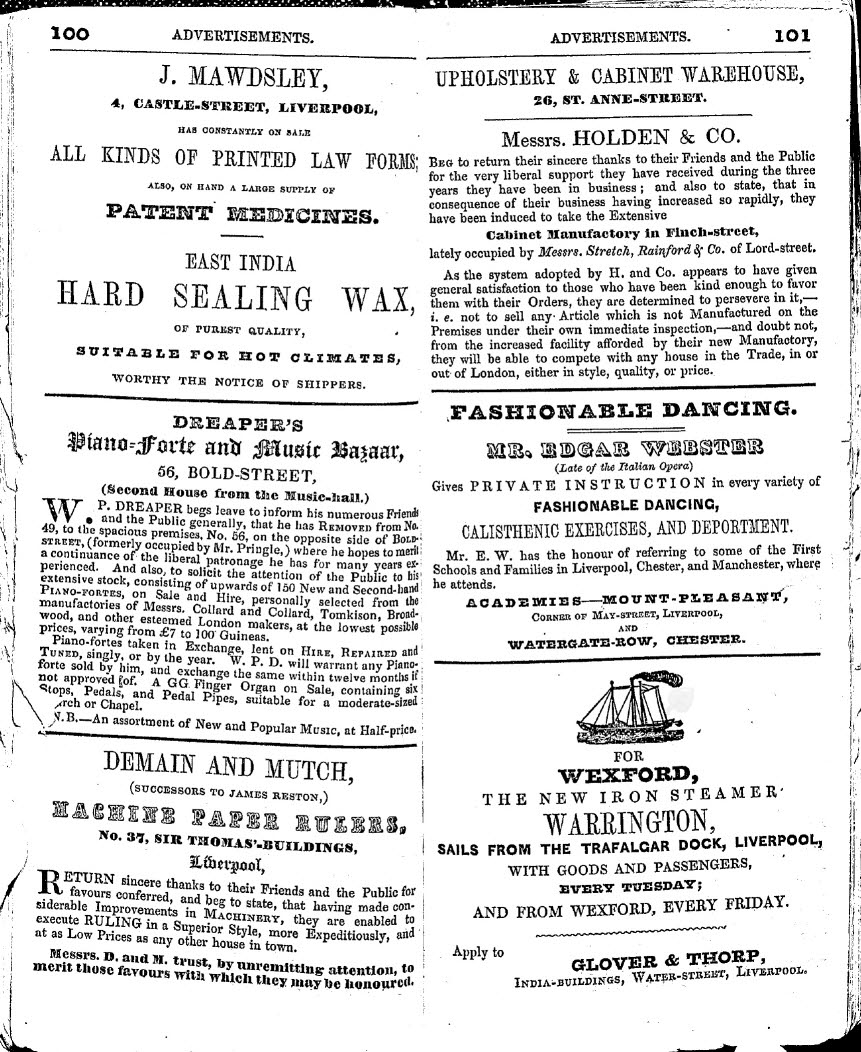 100 ADVERTISEMENTS.
J. MAWDSLEY,
4, CASTLE-STREET, LIVERPOOL,
HAS CONSTANTLY ON SALE
ALL KINDS OF PRINTED LAW FORMS;
ALSO, ON HAND A LARGE SUPPLY OF
PATENT MEDICINES.
EAST INDIA
HARD SEALING WAX,
OF PUREST QUALITY,
SUITABLE FOR HOT CLIMATES,
WORTHY THE NOTICE OF SHIPPERS.
DREAPER'S
Piano-Forte and Music Bazaar,
56, BOLD-STREET,
(Second House from the Music-hall.)
W. P. DREAPER begs leave to inform his numerous Friends
and the Public generally, that he has REMOVED from No.
49, to the spacious premises, No. 56, on the opposite side of BOLD-
STREET, (formerly occupied by Mr. Pringle,) where he hopes to merit
a continuance of the liberal patronage he has for many years ex-
perienced. And also, to solicit the attention of the Public to his
extensive stock, consisting of upwards of 150 New and Second-hand
PIANO-FORTES, on Sale and Hire, personally selected from the
manufactories of Messrs. Collard and Collard, Tomkison, Broad-
wood, and other esteemed London makers, at the lowest possible
prices, varying from £7 to 100 Guineas.
Piano-fortes taken in Exchange, lent on HIRE, REPAIRED and
TUNED, singly, or by the year. W. P. D. will warrant any Piano-
forte sold by him, and exchange the same within twelve months if
not approved of. A GG Finger Organ on Sale, containing six
Stops, Pedals, and Pedal Pipes, suitable for a moderate-sized
rch or Chapel.
N.B.—An assortment of New and Popular MUSIC, at Half-price.
DEMAIN AND MUTCH,
(SUCCESSORS TO JAMES RESTON,)
MACHINE PAPER RULERS,
No. 37, SIR THOMAS'-BUILDINGS,
Liverpool,
RETURN sincere thanks to their Friends and the Public for
favours conferred, and beg to state, that having made con-
siderable Improvements in MACHINERY, they are enabled to
execute RULING in a Superior Style, more Expeditiously, and
at as Low Prices as any other house in town.
Messrs. D. and M. trust, by unremitting attention, to
merit those favours with which they may be honoured.
ADVERTISEMENTS. 101
UPHOLSTERY & CABINET WAREHOUSE,
26, ST. ANNE-STREET.
Messrs. HOLDEN & CO.
BEG to return their sincere thanks to their Friends and the Public
for the very liberal support they have received during the three
years they have been in business; and also to state, that in
consequence of their business having increased so rapidly, they
have been induced to take the Extensive
Cabinet Manufactory in Finch-street,
lately occupied by Messrs. Stretch, Rainford & Co. of Lord-street.
As the system adopted by H. and Co. appears to have given
general satisfaction to those who have been kind enough to favor
them with their Orders, they are determined to persevere in it,—
i. e. not to sell any Article which is not Manufactured on the
Premises under their own immediate inspection,—and doubt not,
from the increased facility afforded by their new Manufactory,
they will be able to compete with any house in the Trade, in or
out of London, either in style, quality, or price.
FASHIONABLE DANCING.
MR. EDGAR WEBSTER
(Late of the Italian Opera)
Gives PRIVATE INSTRUCTION in every variety of
FASHIONABLE DANCING,
CALISTHENIC EXERCISES, AND DEPORTMENT.
Mr. E. W. has the honour of referring to some of the First
Schools and Families in Liverpool, Chester, and Manchester, where
he attends.
ACADEMIES—MOUNT-PLEASANT,
CORNER OF MAY-STREET, LIVERPOOL,
AND
WATERGATE-ROW, CHESTER.
FOR
WEXFORD,
THE NEW IRON STEAMER
WARRINGTON,
SAILS FROM THE TRAFALGAR DOCK, LIVERPOOL,
WITH GOODS AND PASSENGERS,
EVERY TUESDAY;
AND FROM WEXFORD, EVERY FRIDAY.
Apply to
GLOVER & THORP,
INDIA-BUILDINGS, WATER-STREET, LIVERPOOL.